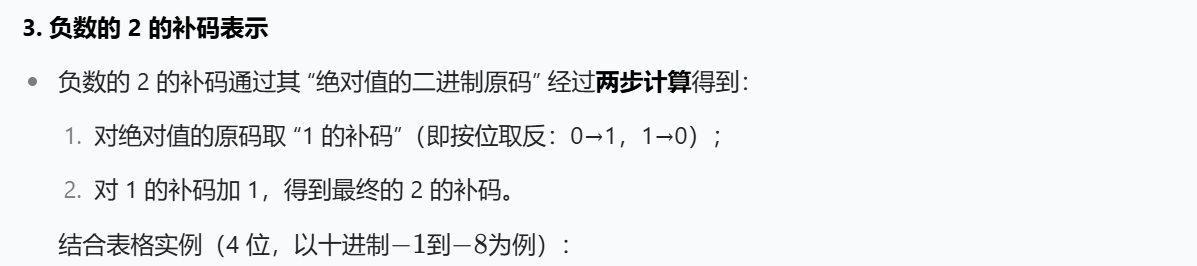 3. 负数的 2 的补码表示
• 负数的 2 的补码通过其 “绝对值的二进制原码” 经过两步计算得到：
1. 对绝对值的原码取 “1 的补码”（即按位取反：0→1，1→0）；
2. 对 1 的补码加 1，得到最终的 2 的补码。
结合表格实例（4 位，以十进制−1到−8为例）：